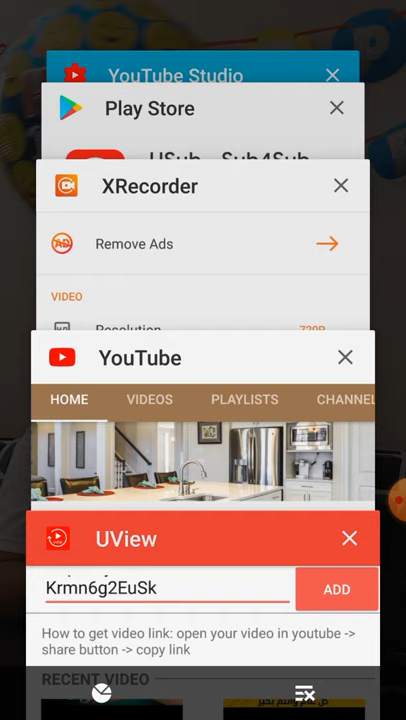 YouTube Studio
Play Store
USub - Sub4Sub
XRecorder
AD
Remove Ads
VIDEO
Resolution 720P
YouTube
HOME VIDEOS PLAYLISTS CHANNEL
UView
Krmn6g2EuSk ADD
How to get video link: open your video in youtube ->
share button -> copy link
RECENT VIDEO